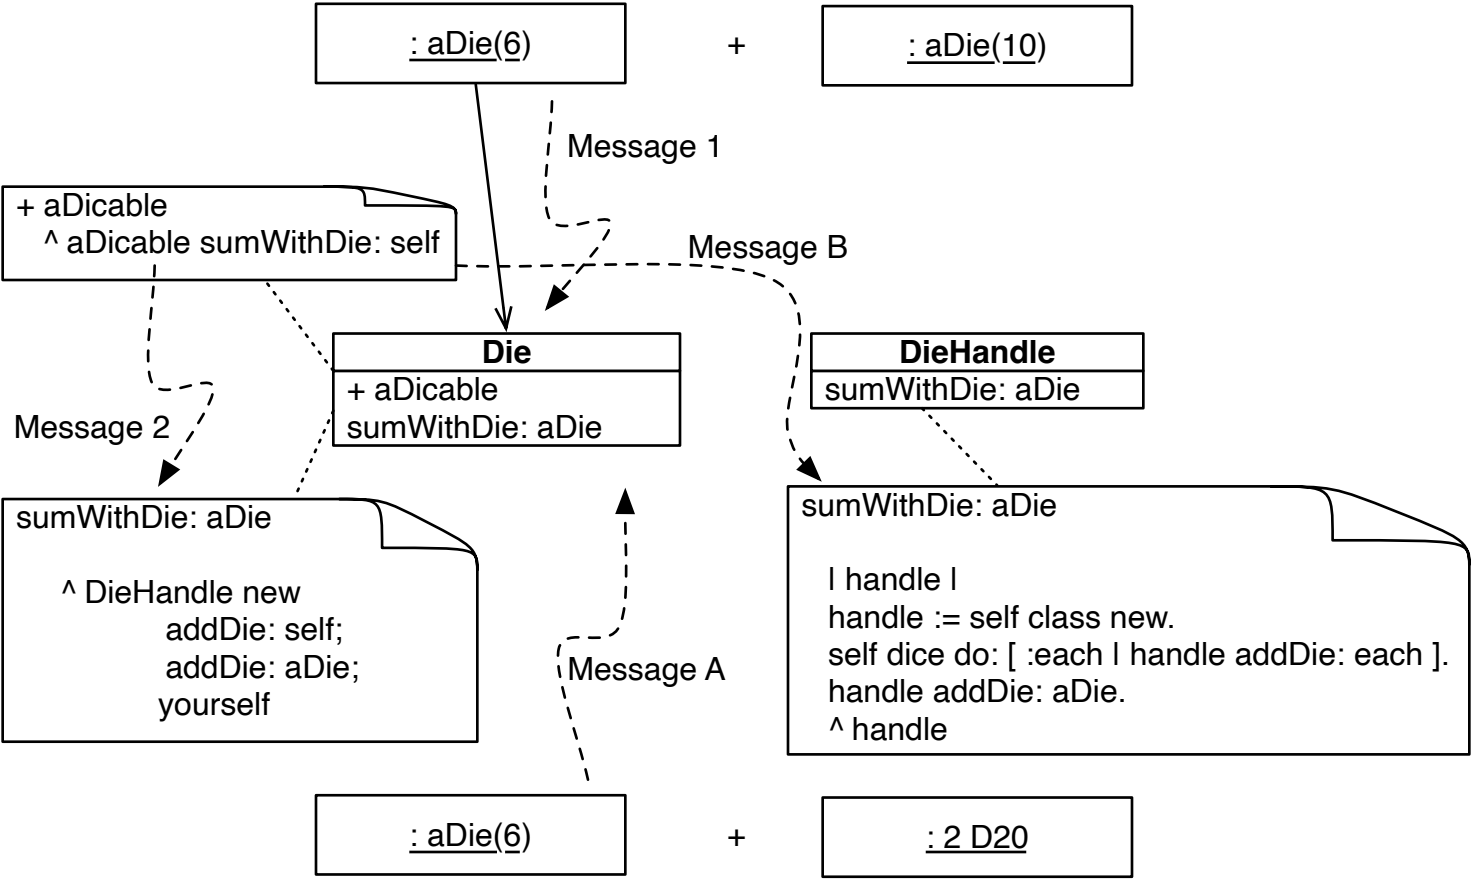 : aDie(6)
+
: aDie(10)
Message 1
+ aDicable
^ aDicable sumWithDie: self
Message B
Die
+ aDicable
sumWithDie: aDie
DieHandle
sumWithDie: aDie
Message 2
sumWithDie: aDie
^ DieHandle new
addDie: self;
addDie: aDie;
yourself
sumWithDie: aDie
| handle |
handle := self class new.
self dice do: [ :each | handle addDie: each ].
handle addDie: aDie.
^ handle
Message A
: aDie(6)
+
: 2 D20